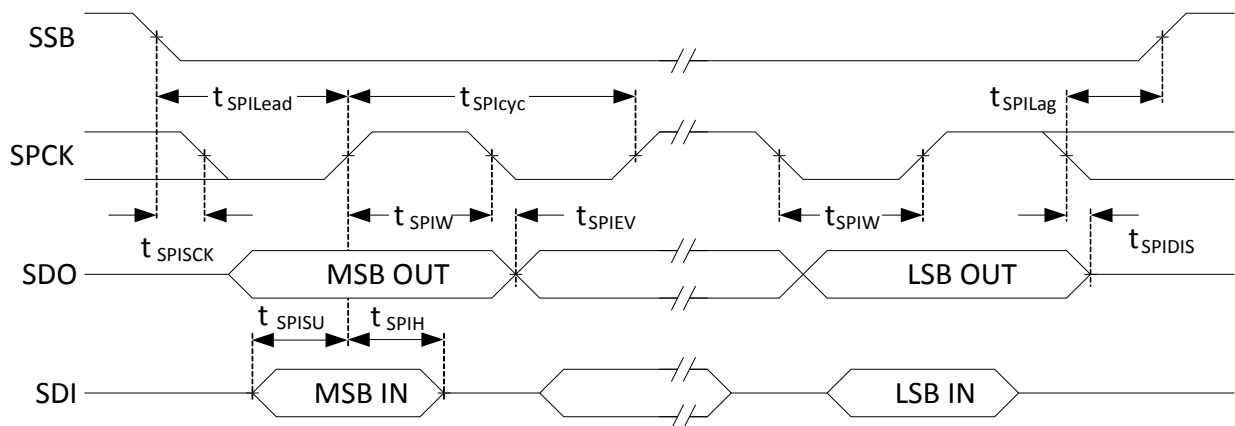 SSB
t SPILead
t SPIcyc
t SPILag
SPCK
t SPIW
t SPIEV
t SPIW
t SPISCK
t SPIDIS
SDO
MSB OUT
LSB OUT
t SPISU
t SPIH
SDI
MSB IN
LSB IN